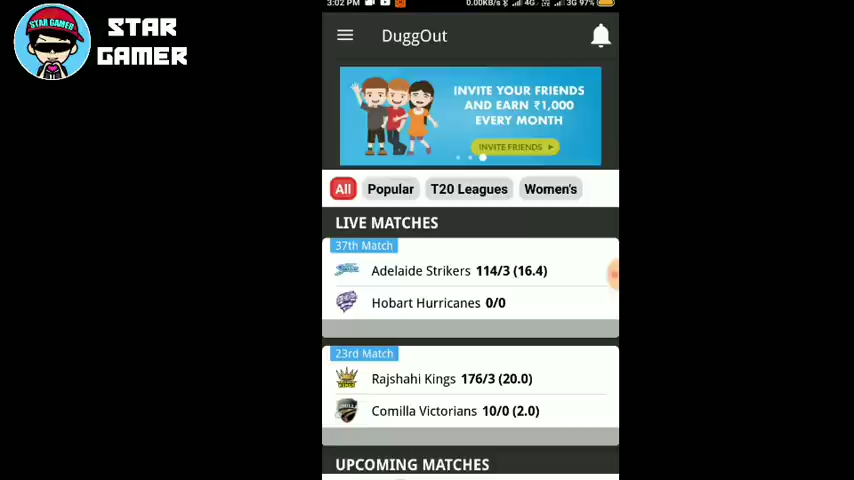 STAR GAMER
STAR
GAMER
3:02 PM 0.00KB/s 4G 3G 97%
DuggOut
INVITE YOUR FRIENDS
AND EARN ₹1,000
EVERY MONTH
INVITE FRIENDS
All Popular T20 Leagues Women's
LIVE MATCHES
37th Match
Adelaide Strikers 114/3 (16.4)
Hobart Hurricanes 0/0
23rd Match
Rajshahi Kings 176/3 (20.0)
Comilla Victorians 10/0 (2.0)
UPCOMING MATCHES